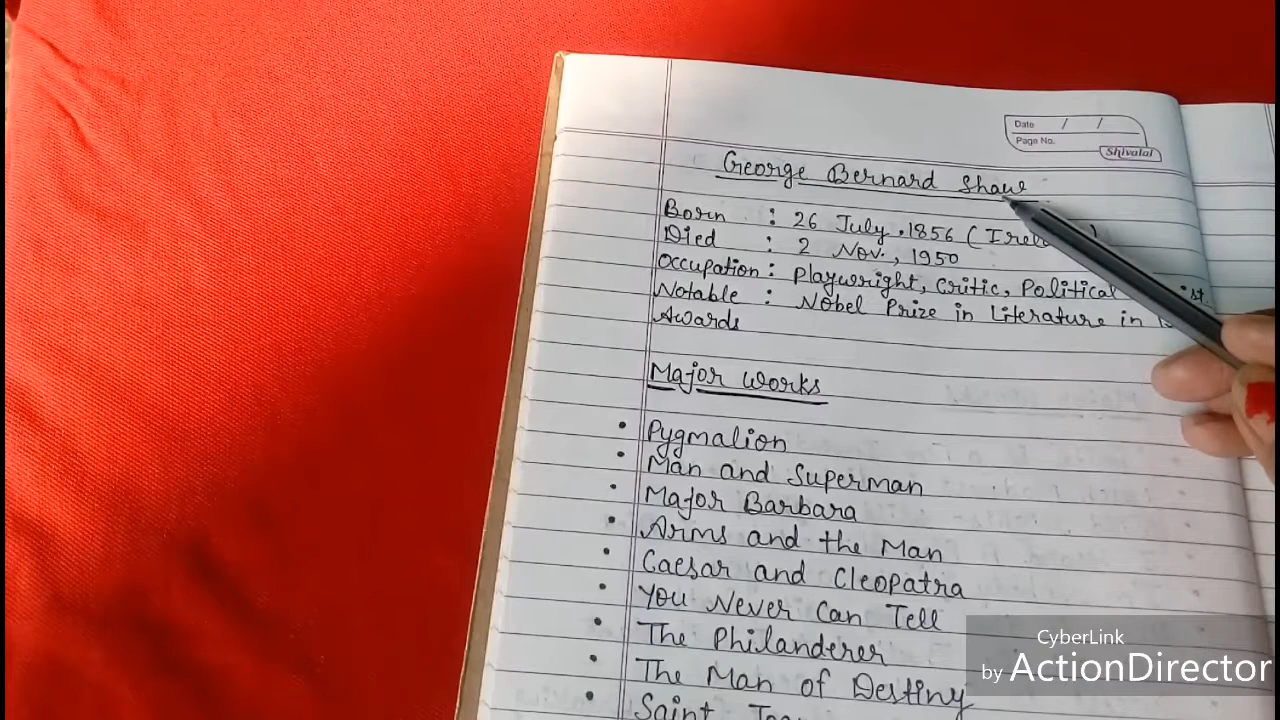 Date / /
Page No.
Shivalal
George Bernard Shaw
Born : 26 July .1856 (
Died : 2 Nov., 1950
Occupation : Playwright, Critic, Political
Notable : Nobel Prize in Literature in
Awards
Major Works
• Pygmalion
• Man and Superman
• Major Barbara
• Arms and the Man
• Caesar and Cleopatra
• You Never Can Tell
• The Philanderer
• The Man of Destiny
• Saint
CyberLink
by ActionDirector